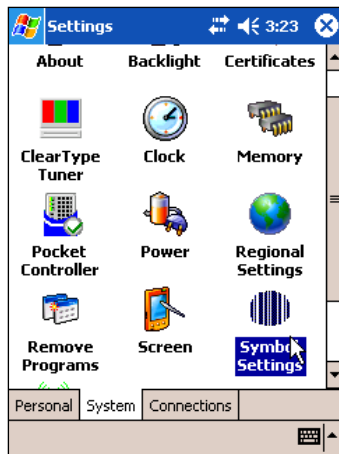 Settings 3:23
About Backlight Certificates
ClearType Tuner Clock Memory
Pocket Controller Power Regional Settings
Remove Programs Screen Symbol Settings
Personal System Connections